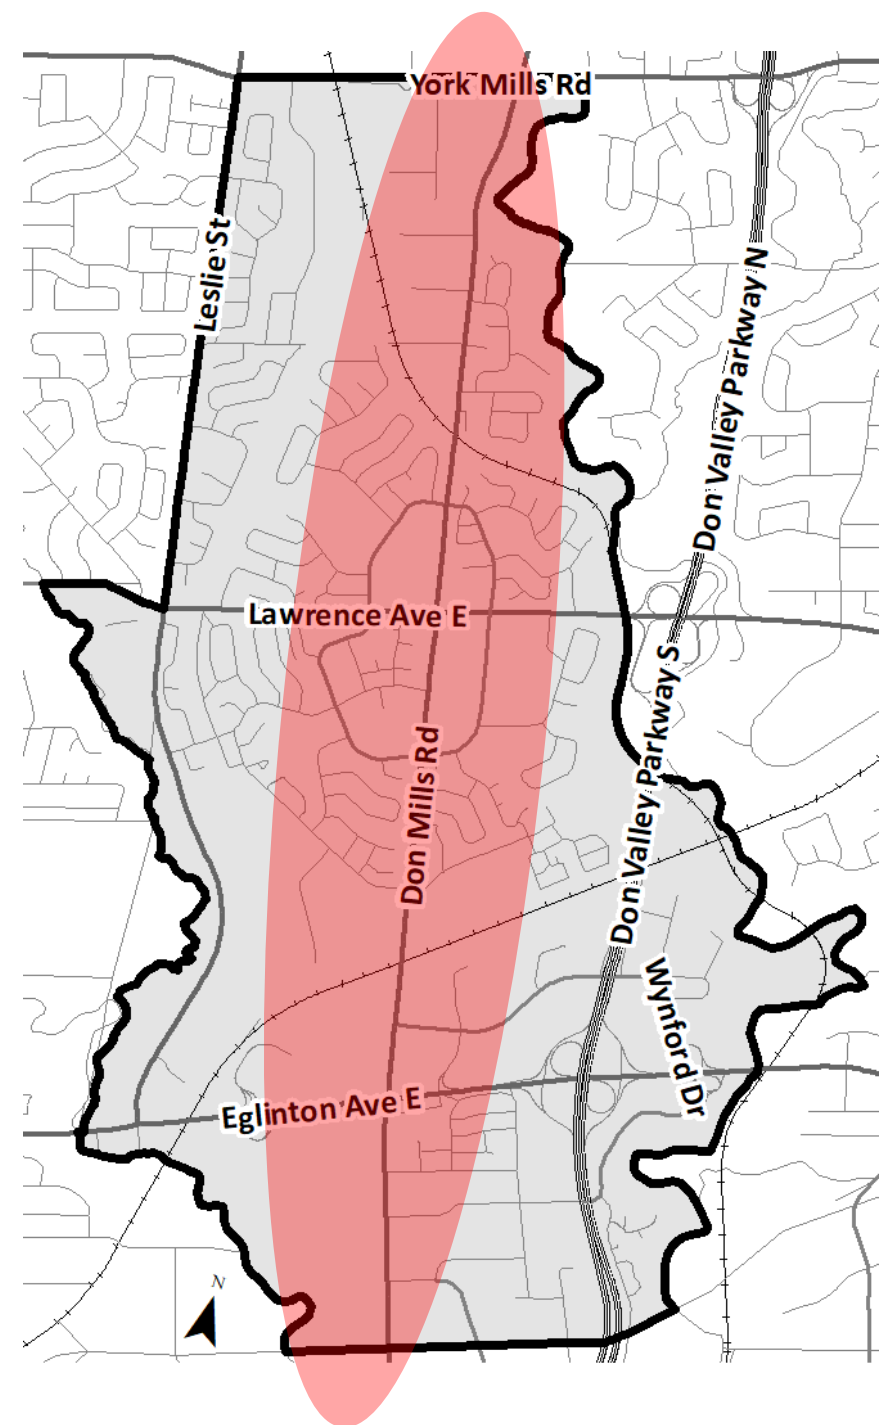 York Mills Rd
Leslie St
Don Valley Parkway N
Lawrence Ave E
Don Valley Parkway S
Don Mills Rd
Wynford Dr
Eglinton Ave E
N